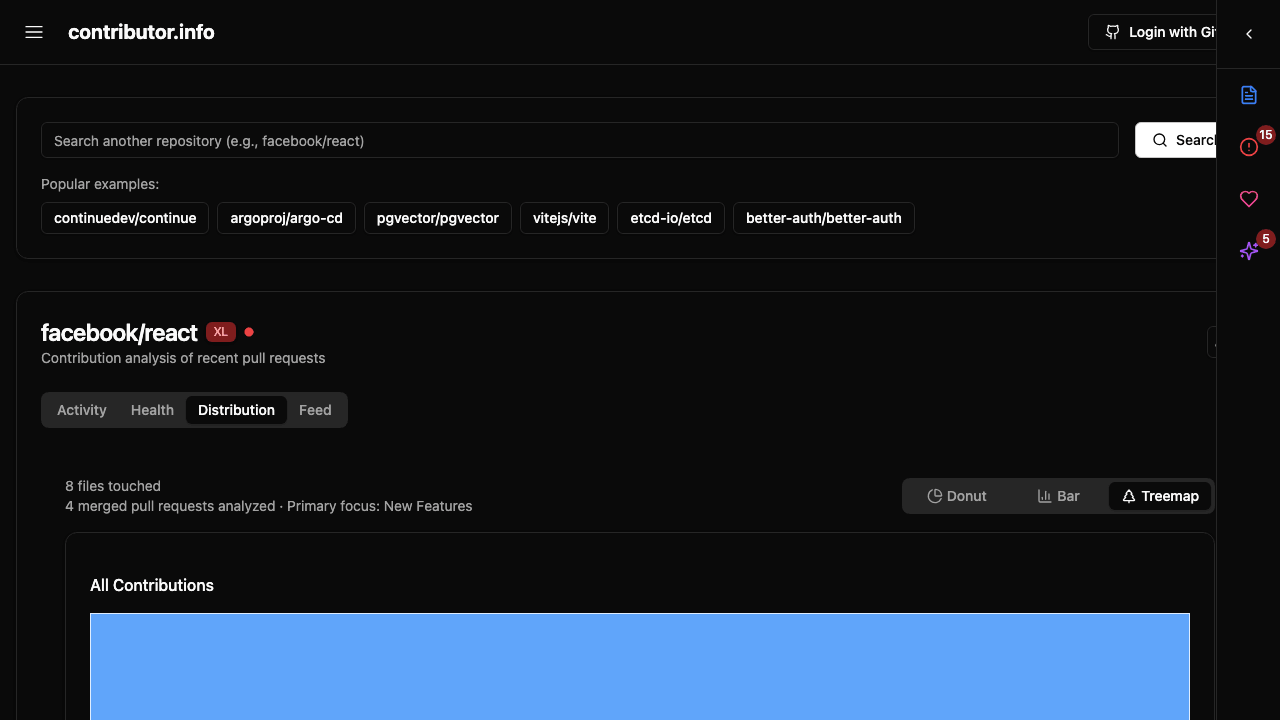 contributor.info
Login with Gi
15
5
Search another repository (e.g., facebook/react)
Search
Popular examples:
continuedev/continue
argoproj/argo-cd
pgvector/pgvector
vitejs/vite
etcd-io/etcd
better-auth/better-auth
facebook/react XL
Contribution analysis of recent pull requests
Activity Health Distribution Feed
8 files touched
4 merged pull requests analyzed · Primary focus: New Features
Donut Bar Treemap
All Contributions